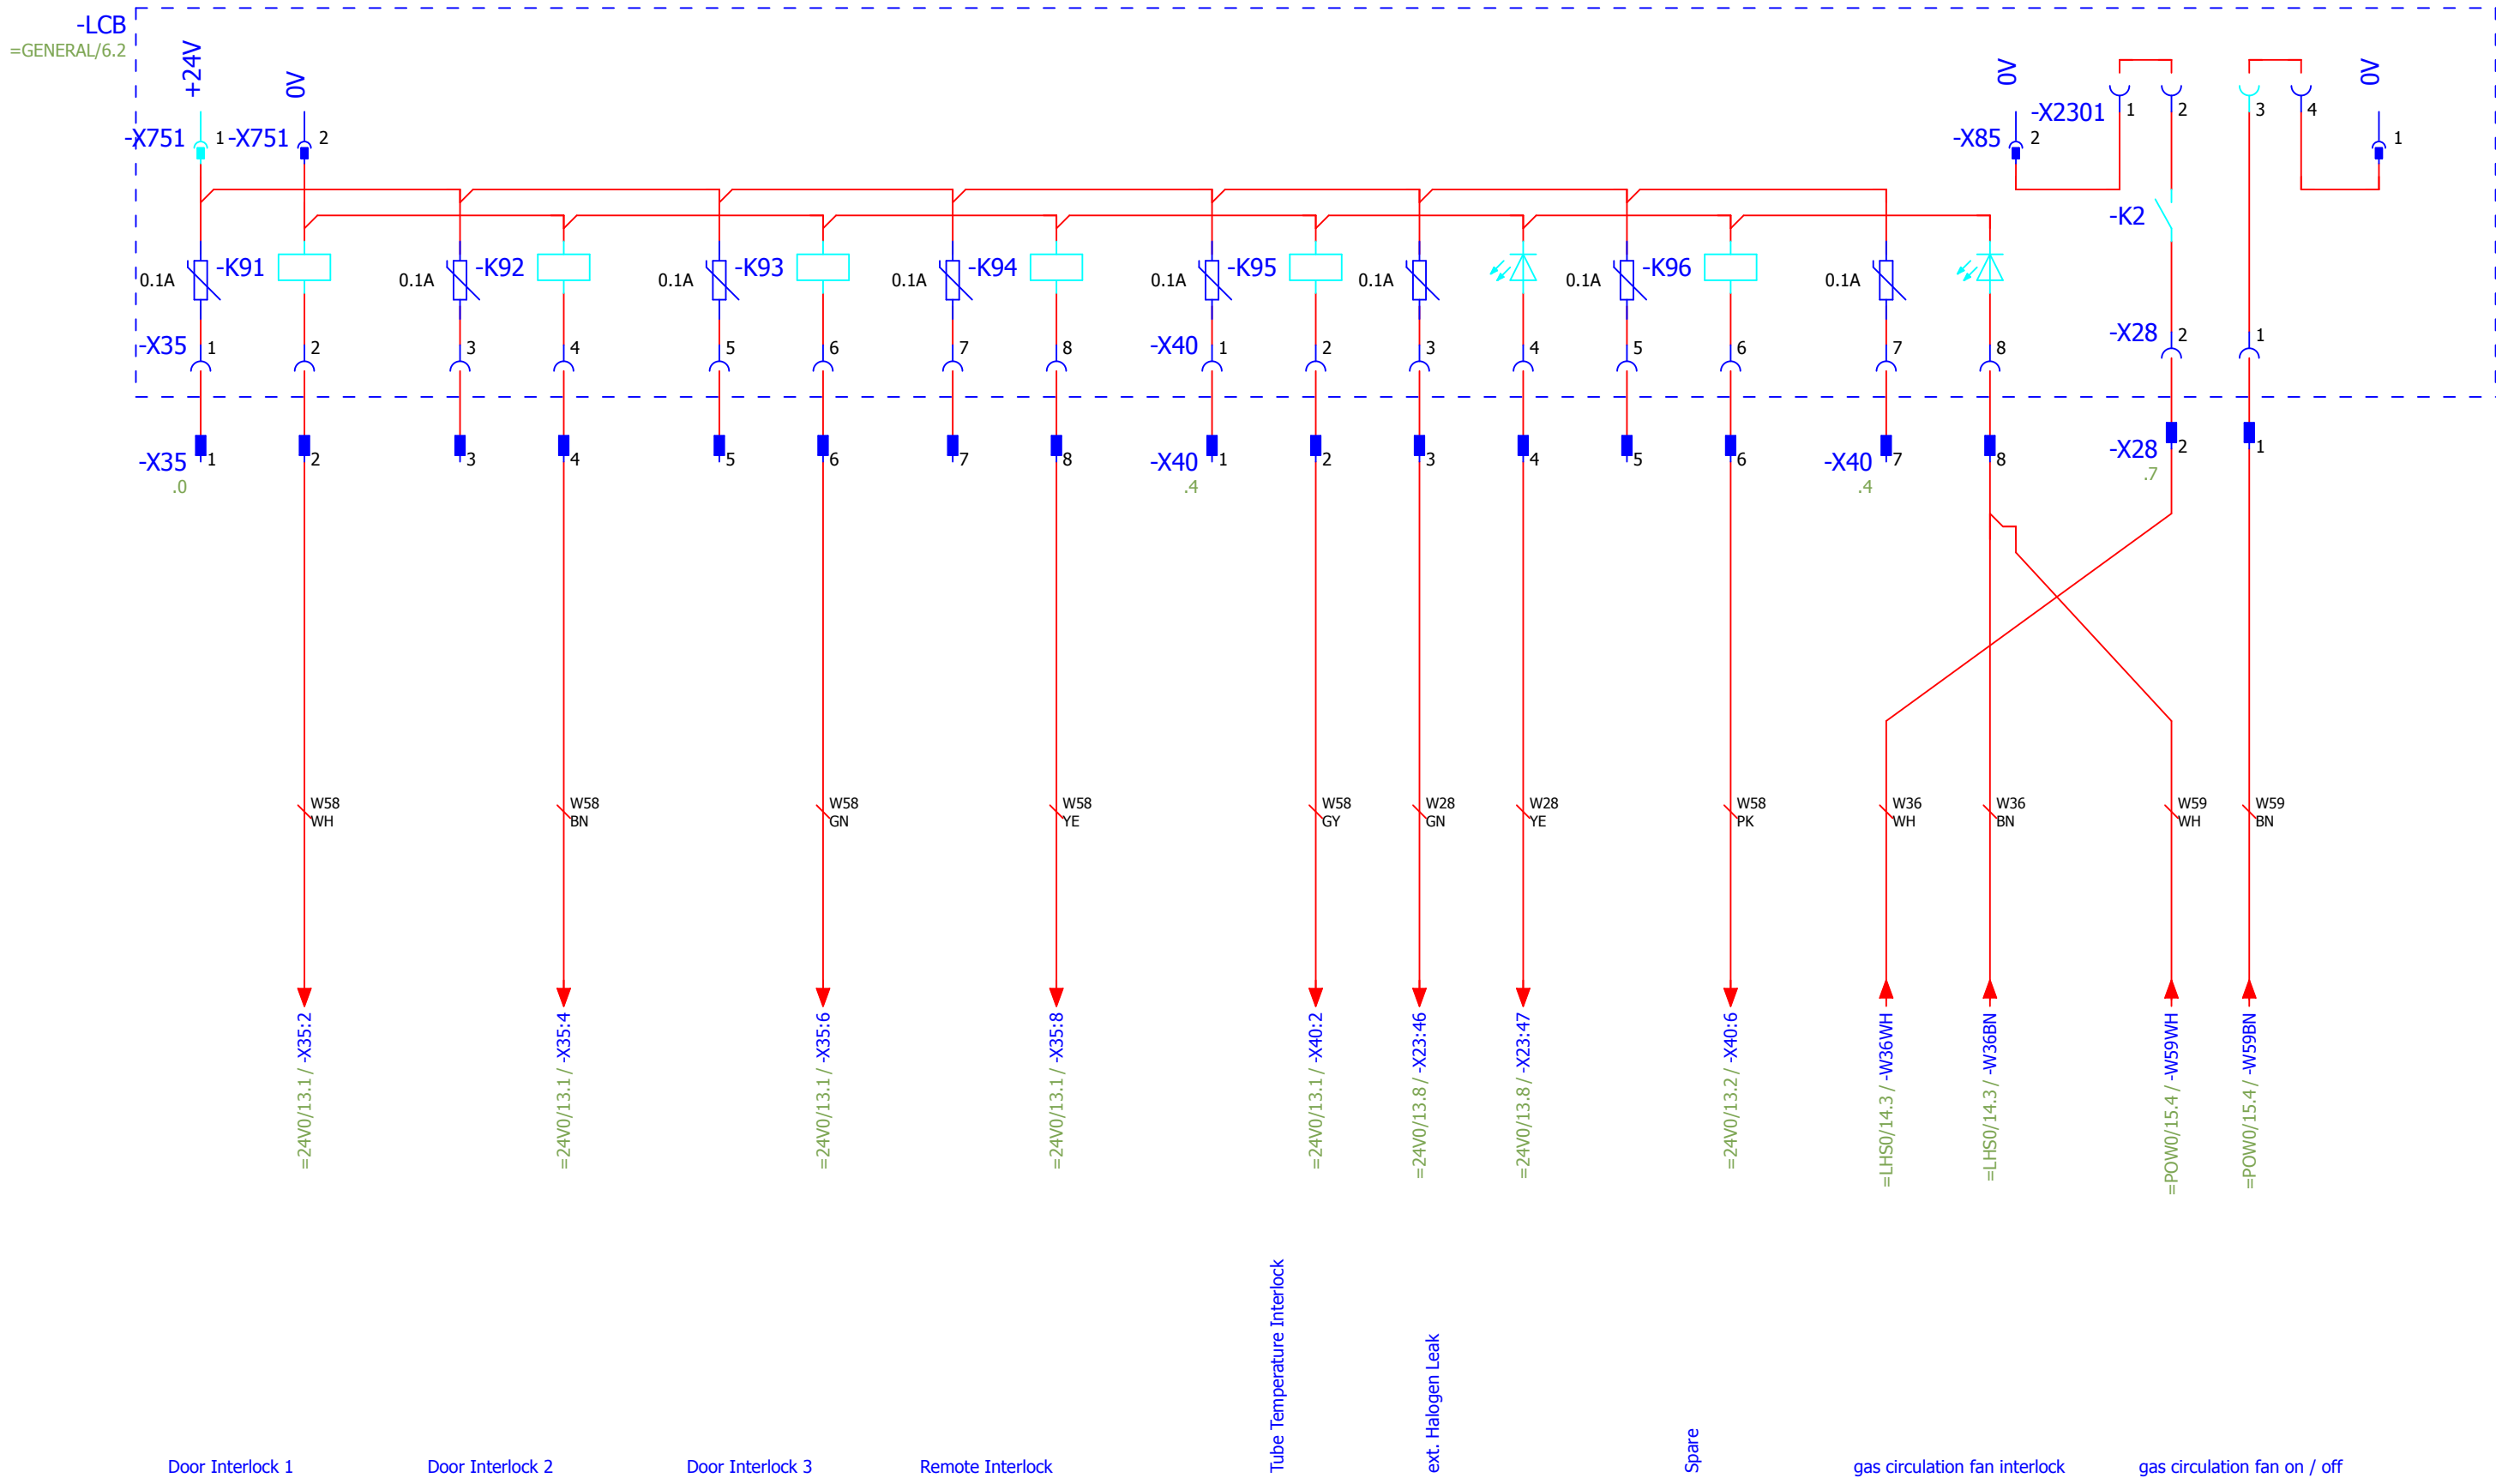 -LCB
=GENERAL/6.2
+24V
0V
0V
0V
-X751
1
-X751
2
-X85
2
-X2301
1
2
3
4
1
-K2
0.1A
-K91
0.1A
-K92
0.1A
-K93
0.1A
-K94
0.1A
-K95
0.1A
0.1A
-K96
0.1A
-X35
1
2
3
4
5
6
7
8
-X40
1
2
3
4
5
6
7
8
-X28
2
1
-X35
1
2
3
4
5
6
7
8
-X40
1
2
3
4
5
6
-X40
7
8
-X28
2
1
.0
.4
.4
.7
W58
WH
W58
BN
W58
GN
W58
YE
W58
GY
W28
GN
W28
YE
W58
PK
W36
WH
W36
BN
W59
WH
W59
BN
=24V0/13.1 / -X35:2
=24V0/13.1 / -X35:4
=24V0/13.1 / -X35:6
=24V0/13.1 / -X35:8
=24V0/13.1 / -X40:2
=24V0/13.8 / -X23:46
=24V0/13.8 / -X23:47
=24V0/13.2 / -X40:6
=LHS0/14.3 / -W36WH
=LHS0/14.3 / -W36BN
=POW0/15.4 / -W59WH
=POW0/15.4 / -W59BN
Door Interlock 1
Door Interlock 2
Door Interlock 3
Remote Interlock
Tube Temperature Interlock
ext. Halogen Leak
Spare
gas circulation fan interlock
gas circulation fan on / off